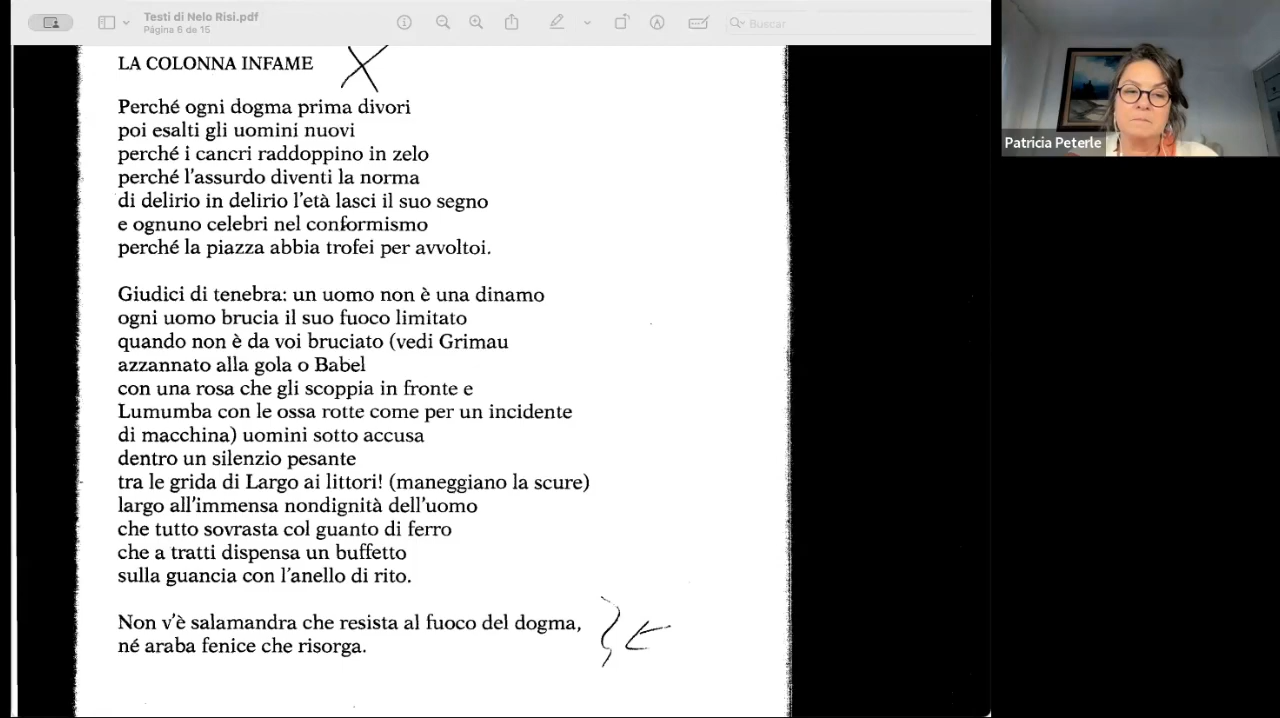 Testi di Nelo Risi.pdf
Página 6 de 15
Buscar
LA COLONNA INFAME
Perché ogni dogma prima divori
poi esalti gli uomini nuovi
perché i cancri raddoppino in zelo
perché l'assurdo diventi la norma
di delirio in delirio l'età lasci il suo segno
e ognuno celebri nel conformismo
perché la piazza abbia trofei per avvoltoi.
Giudici di tenebra: un uomo non è una dinamo
ogni uomo brucia il suo fuoco limitato
quando non è da voi bruciato (vedi Grimau
azzannato alla gola o Babel
con una rosa che gli scoppia in fronte e
Lumumba con le ossa rotte come per un incidente
di macchina) uomini sotto accusa
dentro un silenzio pesante
tra le grida di Largo ai littori! (maneggiano la scure)
largo all'immensa nondignità dell'uomo
che tutto sovrasta col guanto di ferro
che a tratti dispensa un buffetto
sulla guancia con l'anello di rito.
Non v'è salamandra che resista al fuoco del dogma,
né araba fenice che risorga.
Patricia Peterle